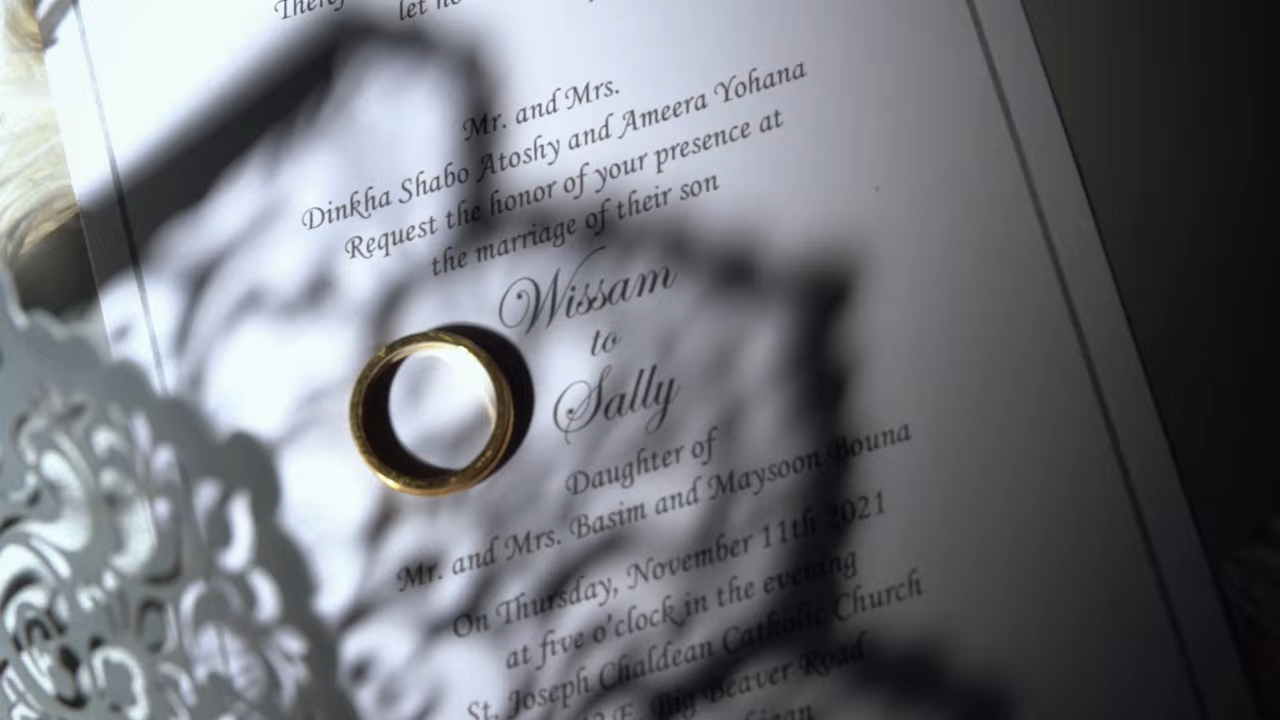 let no
Mr. and Mrs.
Dinkha Shabo Atoshy and Ameera Yohana
Request the honor of your presence at
the marriage of their son
Wissam
to
Sally
Daughter of
Mr. and Mrs. Basim and Maysoon Bouna
On Thursday, November 11th 2021
at five o'clock in the evening
St. Joseph Chaldean Catholic Church
E. Big Beaver Road